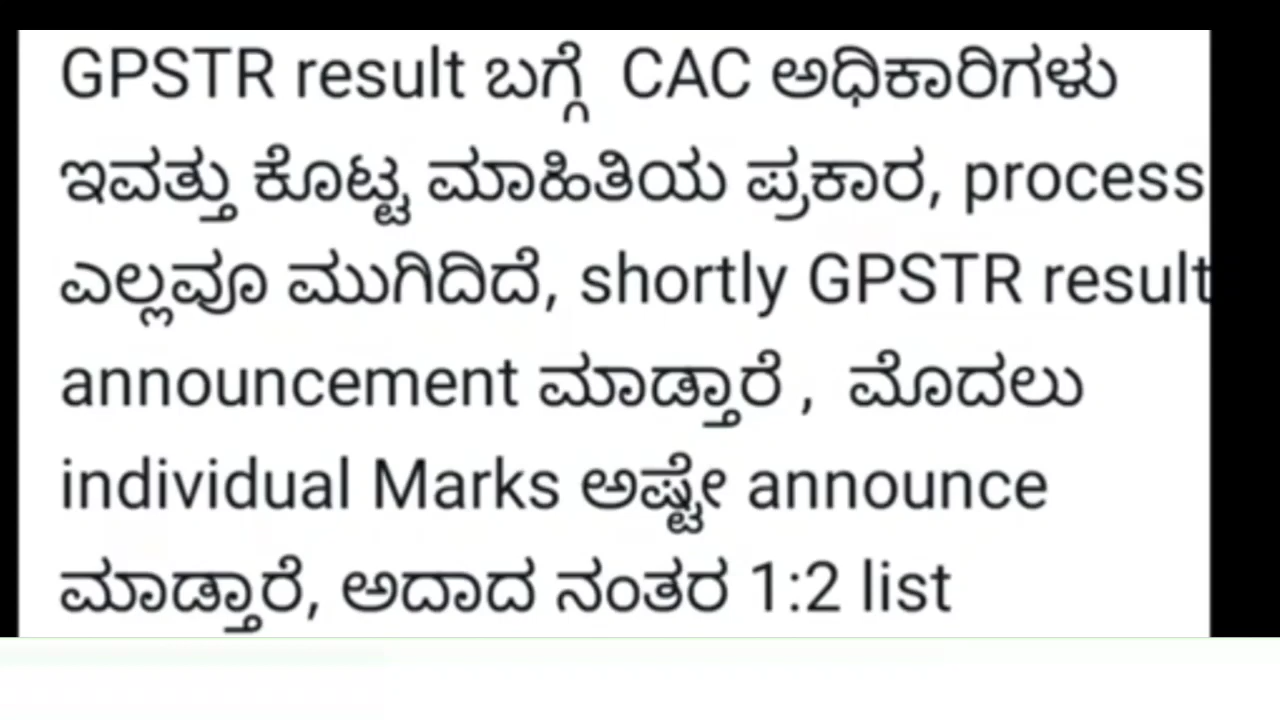 GPSTR result ಬಗ್ಗೆ CAC ಅಧಿಕಾರಿಗಳು
ಇವತ್ತು ಕೊಟ್ಟ ಮಾಹಿತಿಯ ಪ್ರಕಾರ, process
ಎಲ್ಲವೂ ಮುಗಿದಿದೆ, shortly GPSTR result
announcement ಮಾಡ್ತಾರೆ , ಮೊದಲು
individual Marks ಅಷ್ಟೇ announce
ಮಾಡ್ತಾರೆ, ಅದಾದ ನಂತರ 1:2 list